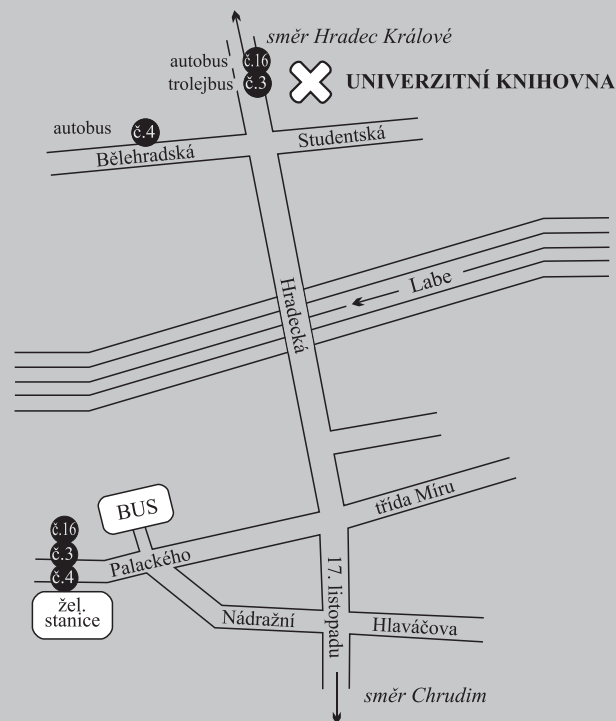 směr Hradec Králové
autobus č.16
trolejbus č.3
UNIVERZITNÍ KNIHOVNA
autobus č.4
Studentská
Bělehradská
Hradecká
Labe
třída Míru
BUS
č.16
č.3
č.4
Palackého
žel.
stanice
17. listopadu
Nádražní
Hlaváčova
směr Chrudim